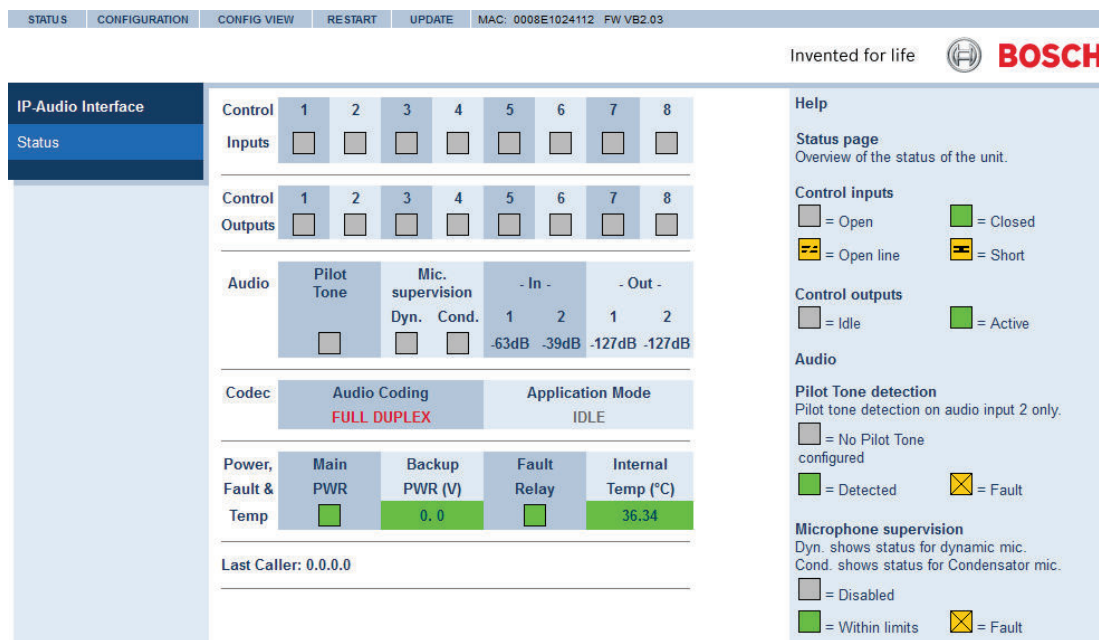 STATUS CONFIGURATION CONFIG VIEW RESTART UPDATE MAC: 0008E1024112 FW VB2.03
Invented for life BOSCH
IP-Audio Interface
Status
Control 1 2 3 4 5 6 7 8
Inputs
Control 1 2 3 4 5 6 7 8
Outputs
Audio
Pilot
Tone
Mic.
supervision
Dyn. Cond.
- In -
1 2
-63dB -39dB
- Out -
1 2
-127dB -127dB
Codec
Audio Coding
FULL DUPLEX
Application Mode
IDLE
Power,
Fault &
Temp
Main
PWR
Backup
PWR (V)
0. 0
Fault
Relay
Internal
Temp (°C)
36.34
Last Caller: 0.0.0.0
Help
Status page
Overview of the status of the unit.
Control inputs
= Open = Closed
= Open line = Short
Control outputs
= Idle = Active
Audio
Pilot Tone detection
Pilot tone detection on audio input 2 only.
= No Pilot Tone
configured
= Detected = Fault
Microphone supervision
Dyn. shows status for dynamic mic.
Cond. shows status for Condensator mic.
= Disabled
= Within limits = Fault